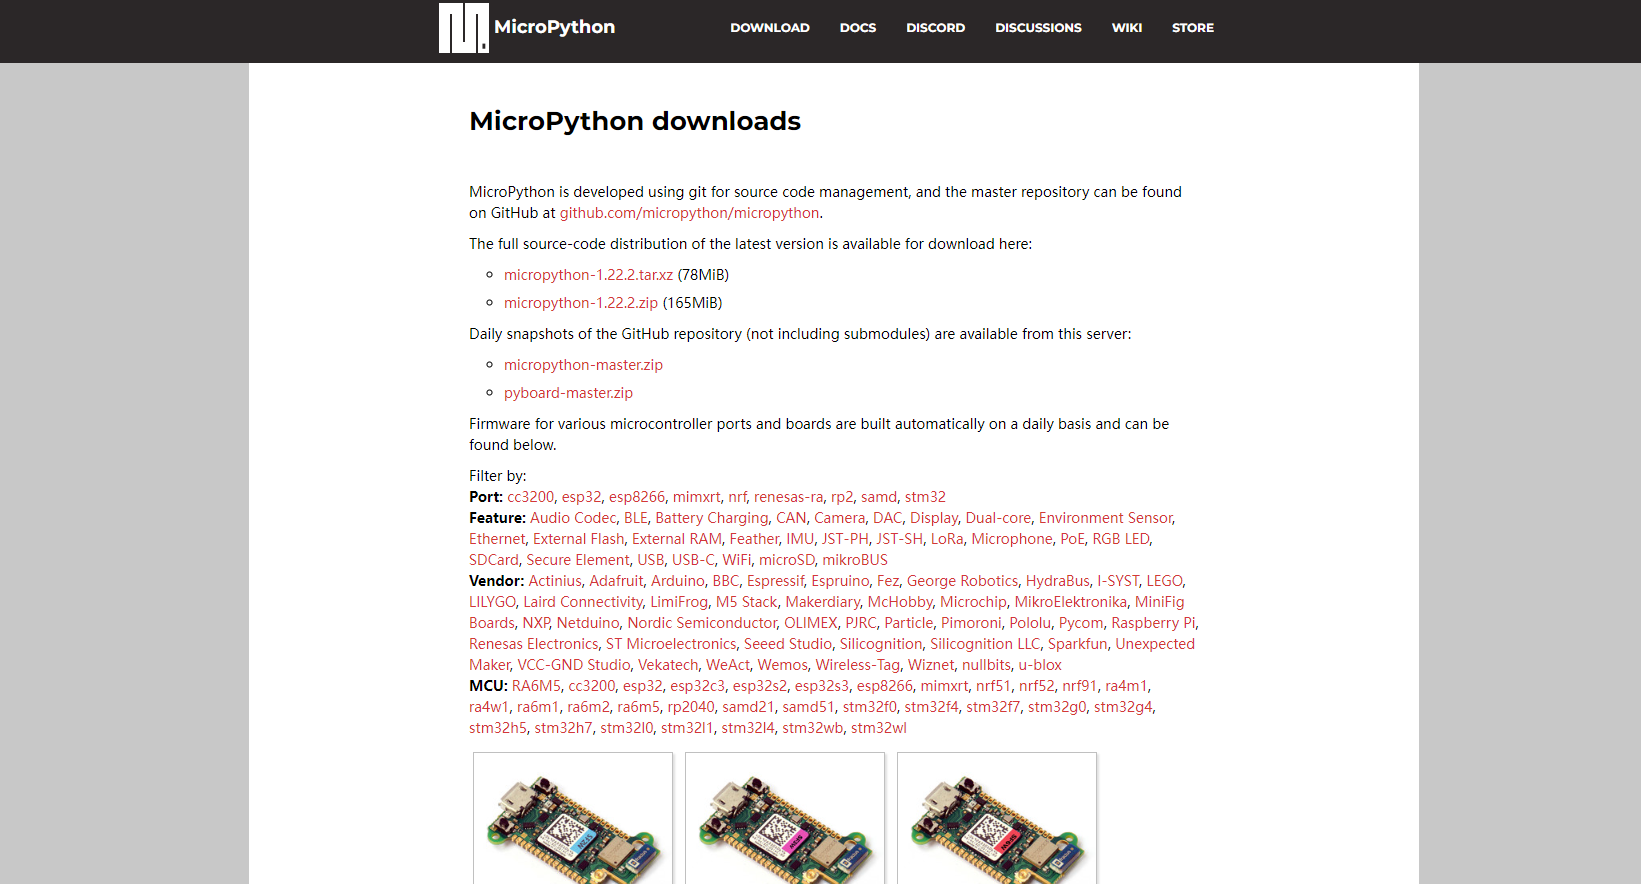 MicroPython
DOWNLOAD DOCS DISCORD DISCUSSIONS WIKI STORE
MicroPython downloads
MicroPython is developed using git for source code management, and the master repository can be found
on GitHub at github.com/micropython/micropython.
The full source-code distribution of the latest version is available for download here:
micropython-1.22.2.tar.xz (78MiB)
micropython-1.22.2.zip (165MiB)
Daily snapshots of the GitHub repository (not including submodules) are available from this server:
micropython-master.zip
pyboard-master.zip
Firmware for various microcontroller ports and boards are built automatically on a daily basis and can be
found below.
Filter by:
Port: cc3200, esp32, esp8266, mimxrt, nrf, renesas-ra, rp2, samd, stm32
Feature: Audio Codec, BLE, Battery Charging, CAN, Camera, DAC, Display, Dual-core, Environment Sensor,
Ethernet, External Flash, External RAM, Feather, IMU, JST-PH, JST-SH, LoRa, Microphone, PoE, RGB LED,
SDCard, Secure Element, USB, USB-C, WiFi, microSD, mikroBUS
Vendor: Actinius, Adafruit, Arduino, BBC, Espressif, Espruino, Fez, George Robotics, HydraBus, I-SYST, LEGO,
LILYGO, Laird Connectivity, LimiFrog, M5 Stack, Makerdiary, McHobby, Microchip, MikroElektronika, MiniFig
Boards, NXP, Netduino, Nordic Semiconductor, OLIMEX, PJRC, Particle, Pimoroni, Pololu, Pycom, Raspberry Pi,
Renesas Electronics, ST Microelectronics, Seeed Studio, Silicognition, Silicognition LLC, Sparkfun, Unexpected
Maker, VCC-GND Studio, Vekatech, WeAct, Wemos, Wireless-Tag, Wiznet, nullbits, u-blox
MCU: RA6M5, cc3200, esp32, esp32c3, esp32s2, esp32s3, esp8266, mimxrt, nrf51, nrf52, nrf91, ra4m1,
ra4w1, ra6m1, ra6m2, ra6m5, rp2040, samd21, samd51, stm32f0, stm32f4, stm32f7, stm32g0, stm32g4,
stm32h5, stm32h7, stm32l0, stm32l1, stm32l4, stm32wb, stm32wl